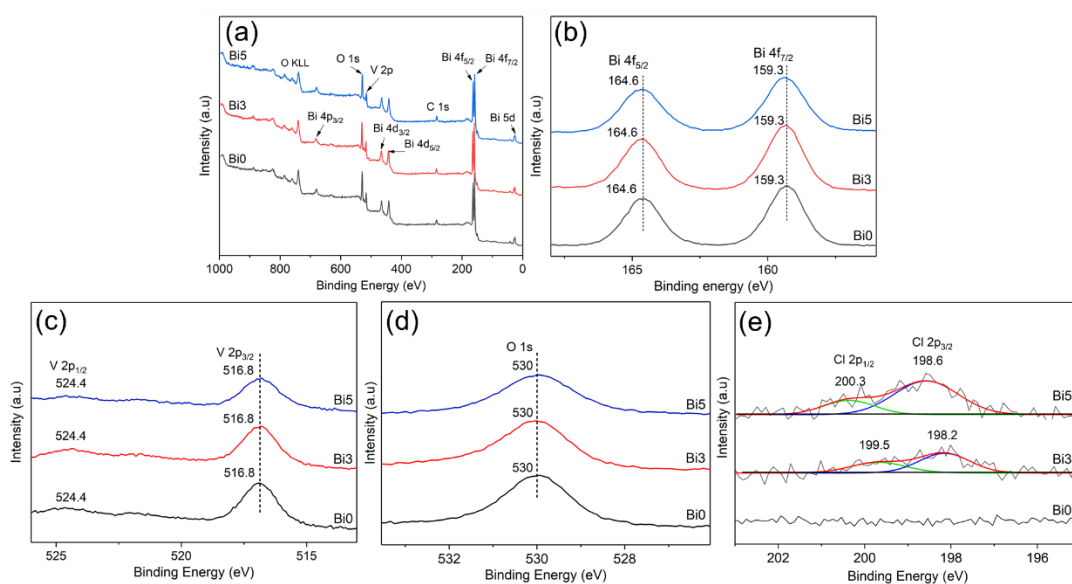 (a)
Bi5
O KLL
O 1s
V 2p
Bi 4f5/2
Bi 4f7/2
C 1s
Bi 5d
Bi3
Bi 4p3/2
Bi 4d3/2
Bi 4d5/2
Bi0
Intensity (a.u)
1000 800 600 400 200 0
Binding Energy (eV)
(b)
Bi 4f5/2
Bi 4f7/2
164.6
159.3
Bi5
164.6
159.3
Bi3
164.6
159.3
Bi0
Intensity (a.u)
165 160
Binding energy (eV)
(c)
V 2p1/2
V 2p3/2
524.4
516.8
Bi5
524.4
516.8
Bi3
524.4
516.8
Bi0
Intensity (a.u)
525 520 515
Binding Energy (eV)
(d)
O 1s
530
Bi5
530
Bi3
530
Bi0
Intensity (a.u)
532 530 528
Binding Energy (eV)
(e)
Cl 2p3/2
Cl 2p1/2
198.6
200.3
Bi5
199.5
198.2
Bi3
Bi0
Intensity (a.u)
202 200 198 196
Binding Energy (eV)